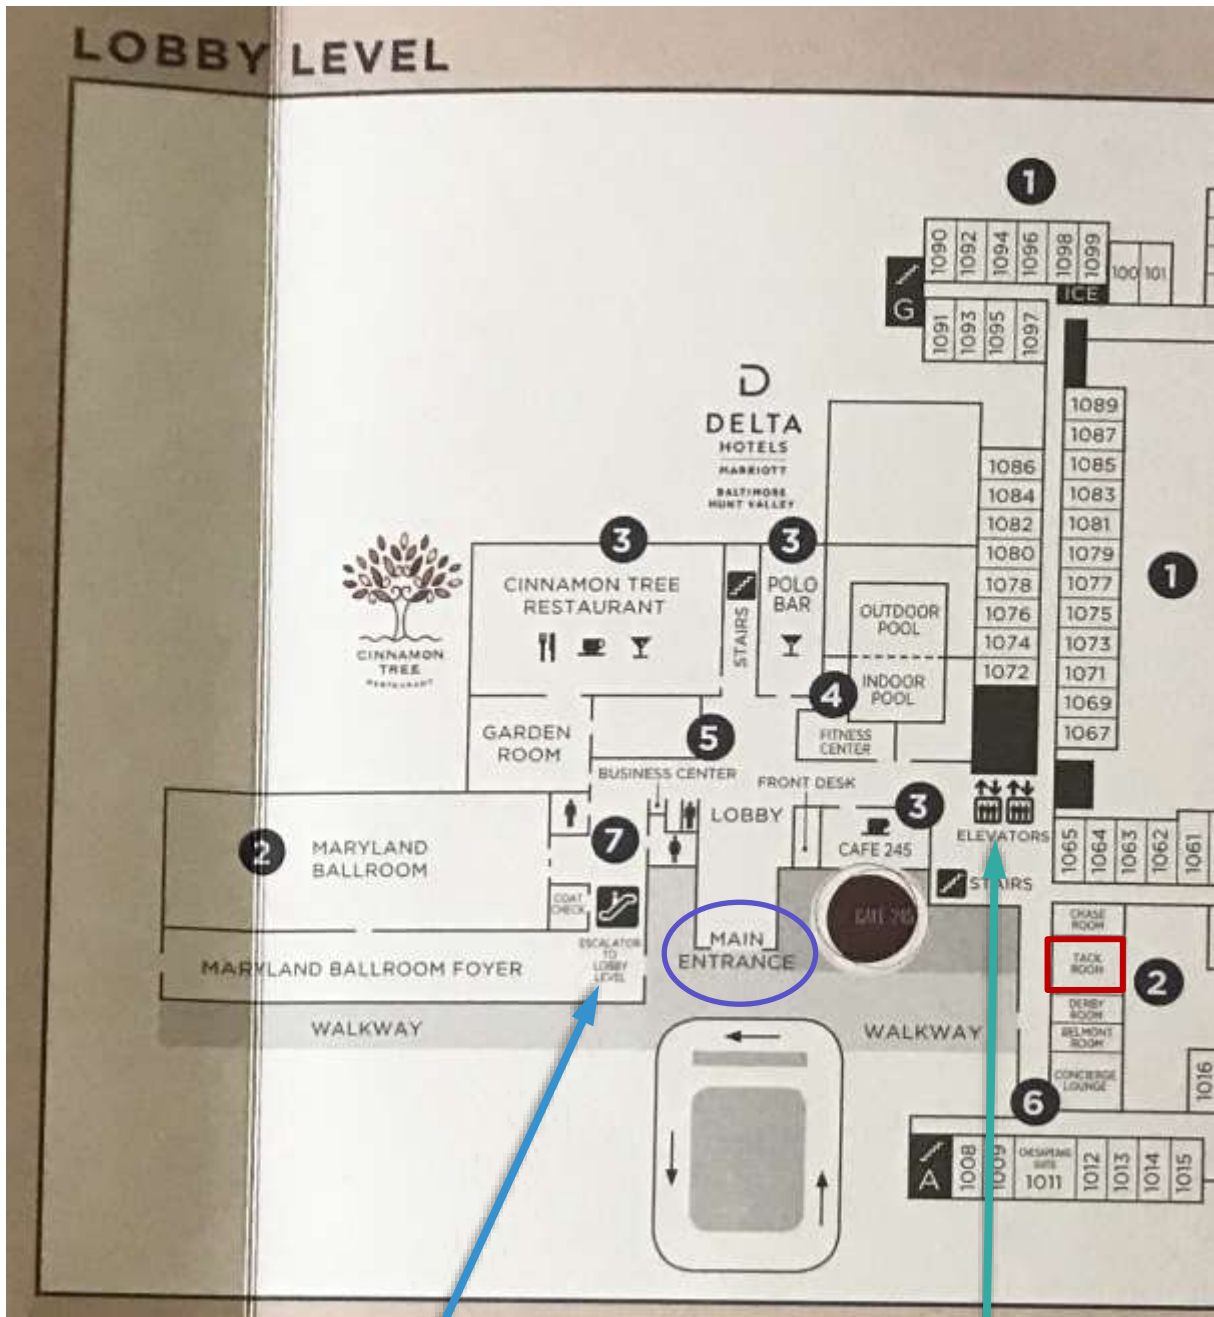 LOBBY LEVEL
1
1090
1092
1094
1096
1098
1099
100
101
ICE
G
1091
1093
1095
1097
D
DELTA
HOTELS
MARRIOTT
BALTIMORE
HUNT VALLEY
1089
1087
1085
1083
1081
1079
1077
1075
1073
1071
1069
1067
1086
1084
1082
1080
1078
1076
1074
1072
1
3
CINNAMON TREE
RESTAURANT
STAIRS
3
POLO
BAR
OUTDOOR
POOL
INDOOR
POOL
4
FITNESS
CENTER
CINNAMON
TREE
RESTAURANT
GARDEN
ROOM
5
BUSINESS CENTER
FRONT DESK
LOBBY
3
CAFE 245
ELEVATORS
STAIRS
1065
1064
1063
1062
1061
2
MARYLAND
BALLROOM
7
COAT
CHECK
ESCALATOR
TO
LOBBY
LEVEL
MARYLAND BALLROOM FOYER
MAIN
ENTRANCE
CAFE 245
WALKWAY
WALKWAY
CHASE
ROOM
TACK
ROOM
DERBY
ROOM
BELMONT
ROOM
CONCIERGE
LOUNGE
2
6
1016
A
1008
1009
CHESAPEAKE
SUITE
1011
1012
1013
1014
1015